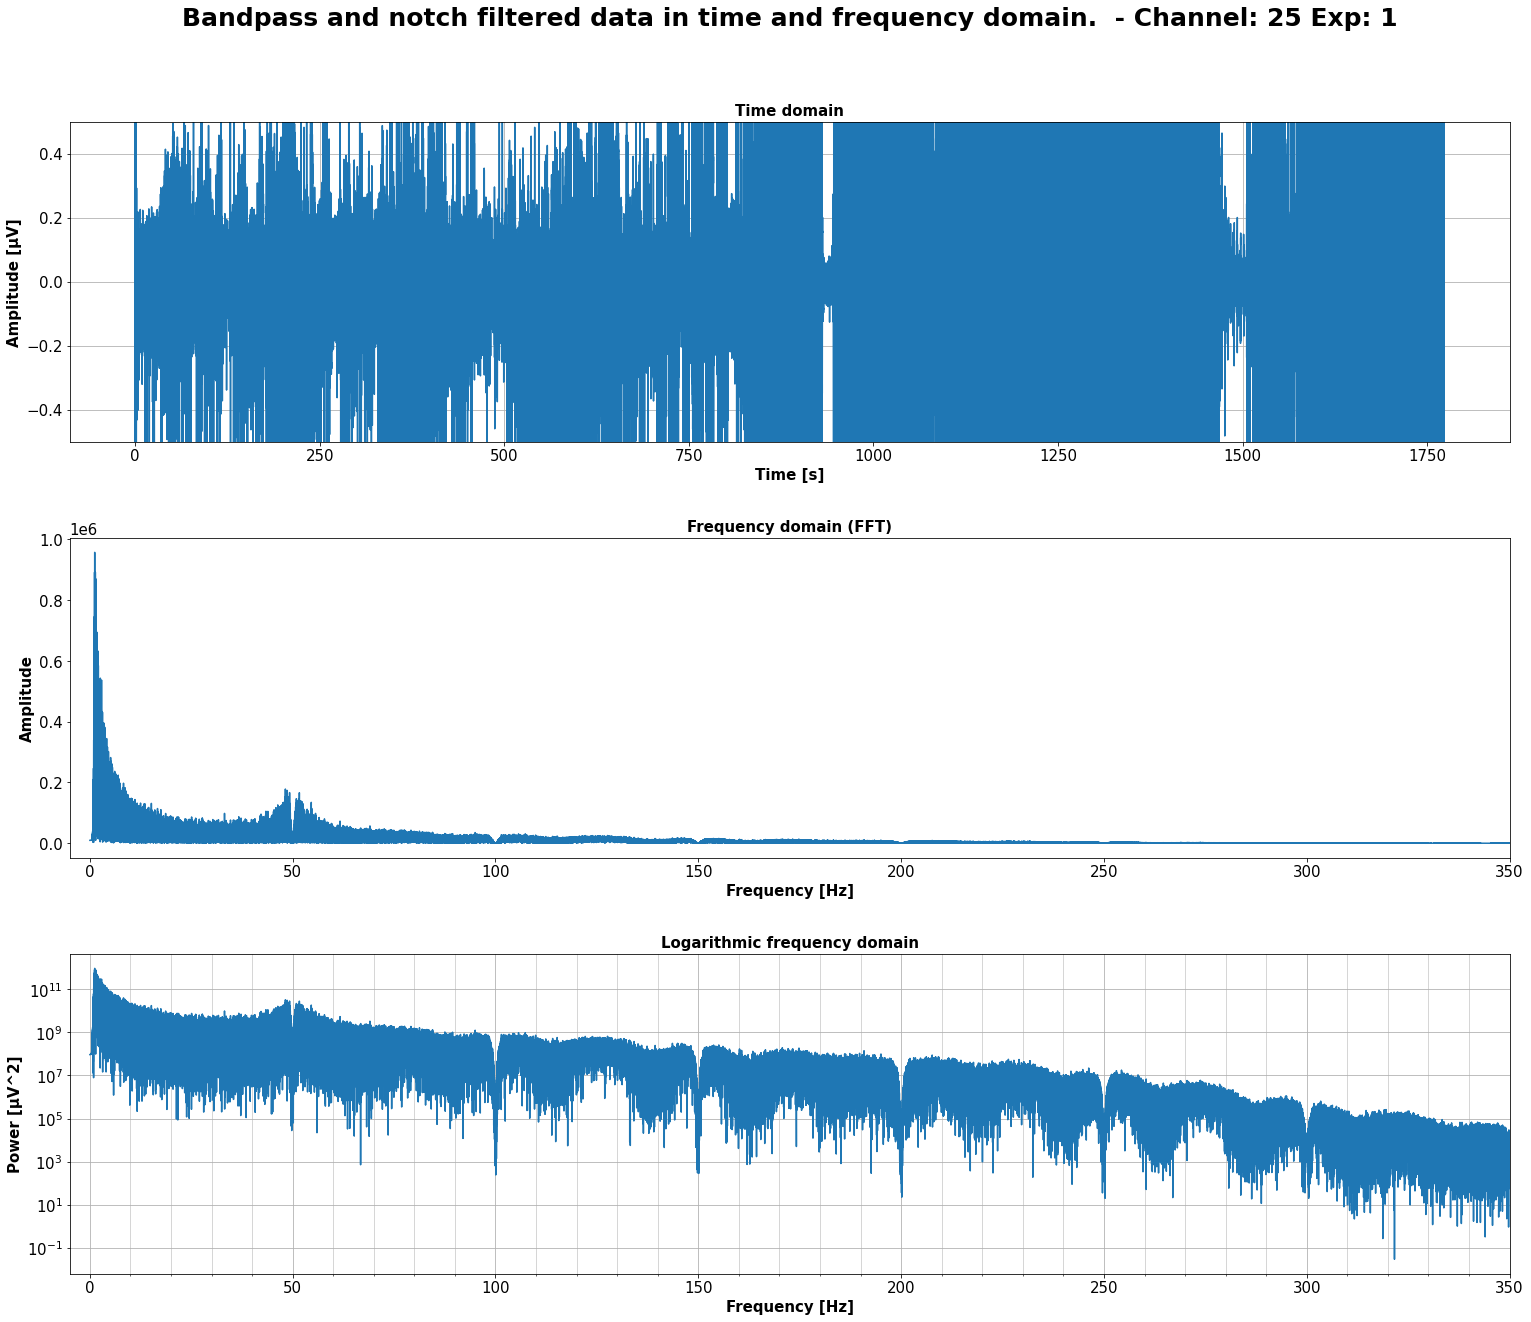 Bandpass and notch filtered data in time and frequency domain.  - Channel: 25 Exp: 1
Time domain
Amplitude [µV]
0.4
0.2
0.0
−0.2
−0.4
0 250 500 750 1000 1250 1500 1750
Time [s]
Frequency domain (FFT)
1e6
Amplitude
1.0
0.8
0.6
0.4
0.2
0.0
0 50 100 150 200 250 300 350
Frequency [Hz]
Logarithmic frequency domain
Power [µV^2]
10^11
10^9
10^7
10^5
10^3
10^1
10^−1
0 50 100 150 200 250 300 350
Frequency [Hz]